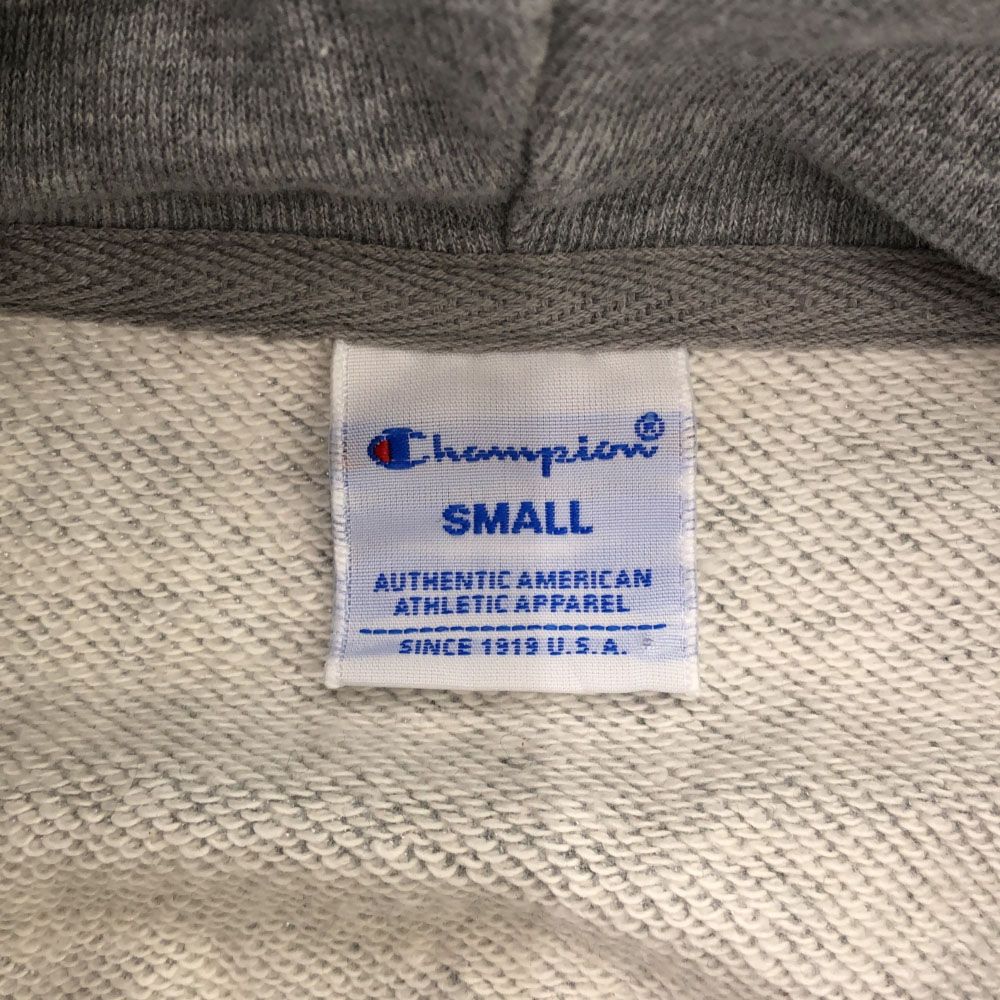 Champion®
SMALL
AUTHENTIC AMERICAN
ATHLETIC APPAREL
SINCE 1919 U.S.A.